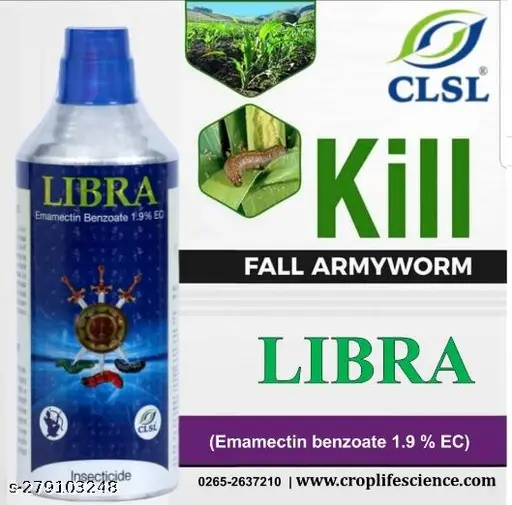 LIBRA
Emamectin Benzoate 1.9% EC
CLSL
Insecticide
s-279103248
CLSL®
Kill
FALL ARMYWORM
LIBRA
(Emamectin benzoate 1.9 % EC)
0265-2637210 | www.croplifescience.com